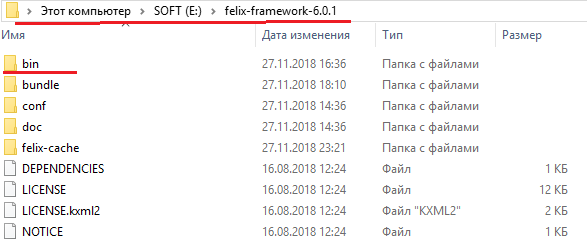 Этот компьютер > SOFT (E:) > felix-framework-6.0.1
Имя Дата изменения Тип Размер
bin 27.11.2018 16:36 Папка с файлами
bundle 27.11.2018 18:10 Папка с файлами
conf 27.11.2018 14:36 Папка с файлами
doc 27.11.2018 14:36 Папка с файлами
felix-cache 27.11.2018 23:21 Папка с файлами
DEPENDENCIES 16.08.2018 12:24 Файл 1 КБ
LICENSE 16.08.2018 12:24 Файл 12 КБ
LICENSE.kxml2 16.08.2018 12:24 Файл "KXML2" 2 КБ
NOTICE 16.08.2018 12:24 Файл 1 КБ